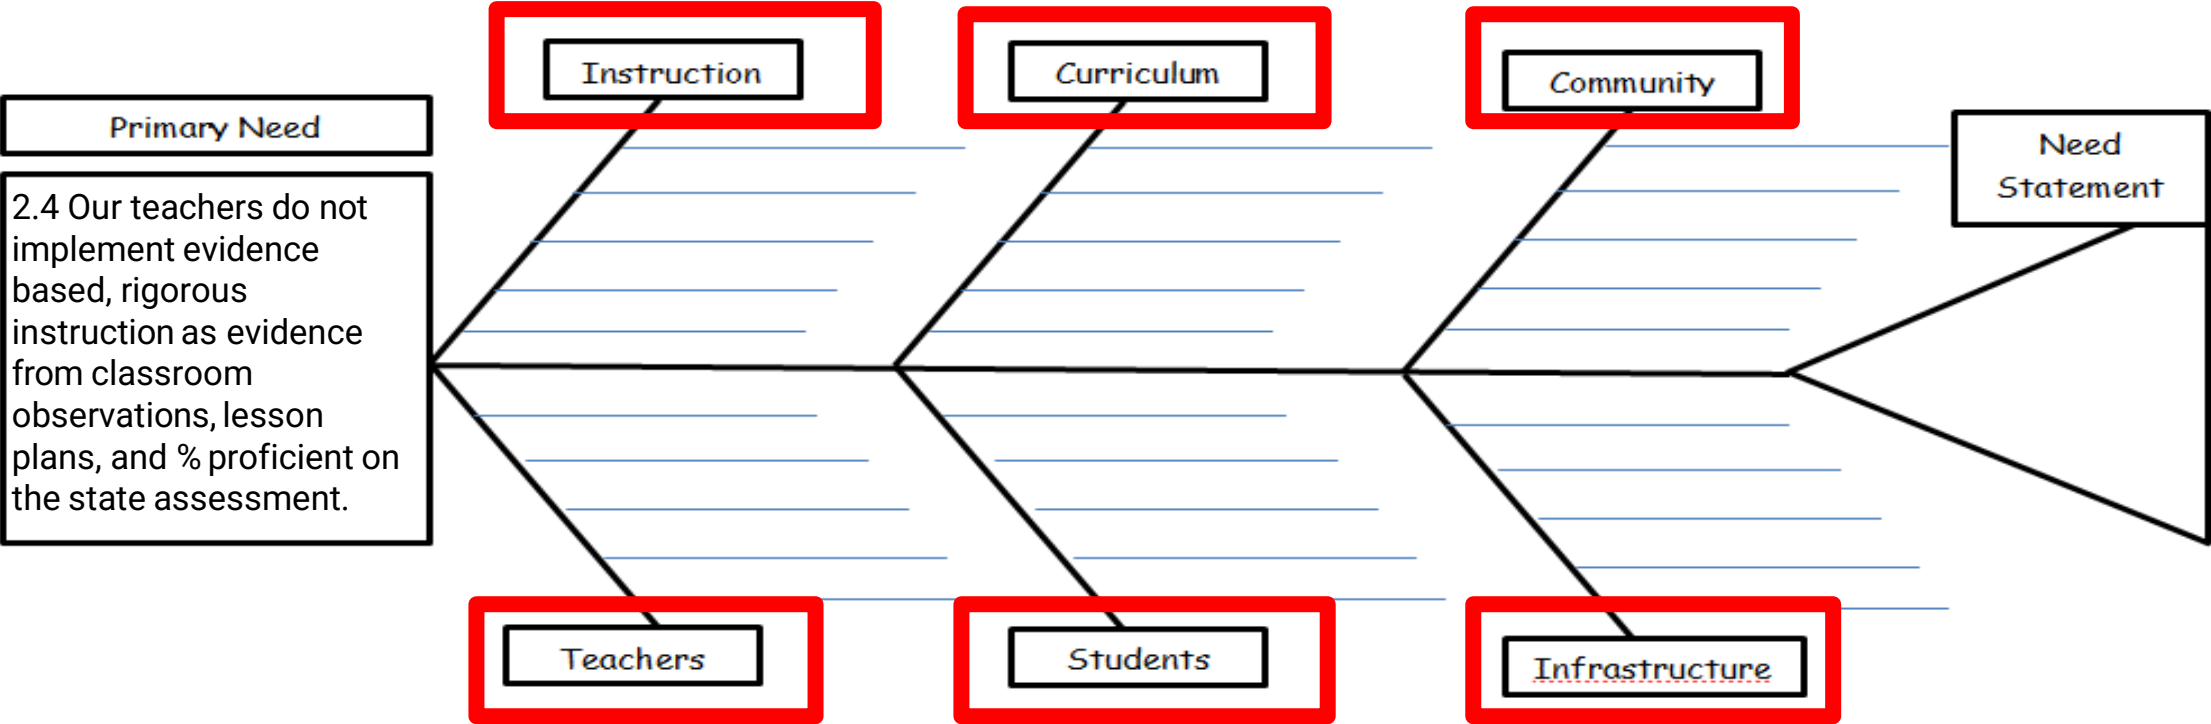 Instruction
Curriculum
Community
Primary Need
Need
Statement
2.4 Our teachers do not
implement evidence
based, rigorous
instruction as evidence
from classroom
observations, lesson
plans, and % proficient on
the state assessment.
Teachers
Students
Infrastructure